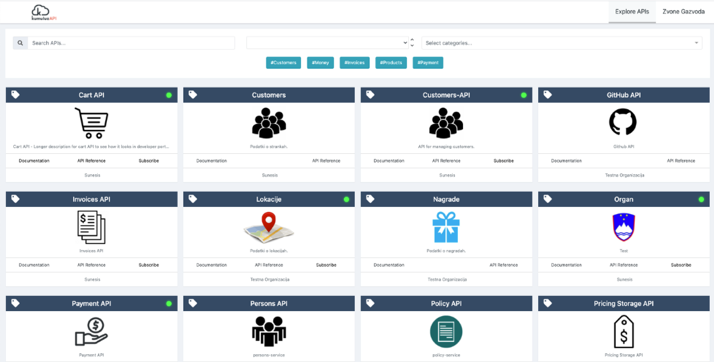 kumuluzAPI
Explore APIs Zvone Gazvoda
Search APIs...
Select categories...
#Customers #Money #Invoices #Products #Payment
Cart API
Customers
Customers-API
GitHub API
Cart API - Longer description for cart API to see how it looks in developer port...
Podatki o strankah.
API for managing customers.
Github API
Documentation API Reference Subscribe
Documentation API Reference
Documentation API Reference Subscribe
Documentation API Reference
Sunesis
Sunesis
Sunesis
Testna Organizacija
Invoices API
Lokacije
Nagrade
Organ
Invoices API
Podatki o lokacijah.
Podatki o nagradah.
Test
Documentation API Reference Subscribe
Documentation API Reference Subscribe
Documentation API Reference
Documentation API Reference Subscribe
Sunesis
Testna Organizacija
Testna Organizacija
Sunesis
Payment API
Persons API
Policy API
Pricing Storage API
Payment API
persons-service
policy-service
Pricing Storage API